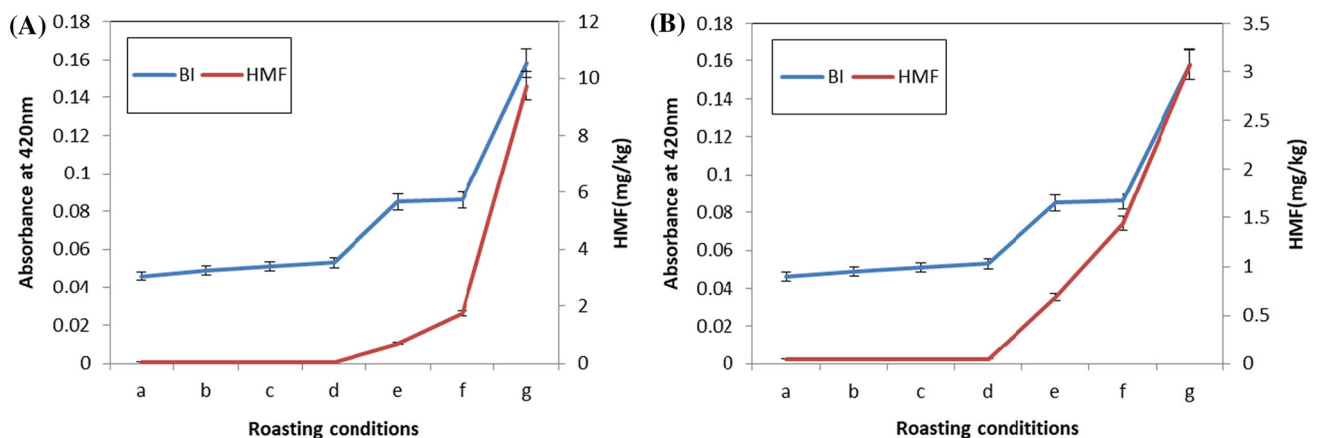 (A)
BI HMF
Absorbance at 420nm
0.18
0.16
0.14
0.12
0.1
0.08
0.06
0.04
0.02
0
12
10
8
6
4
2
0
HMF(mg/kg)
a b c d e f g
Roasting conditions
(B)
BI HMF
Absorbance at 420nm
0.18
0.16
0.14
0.12
0.1
0.08
0.06
0.04
0.02
0
3.5
3
2.5
2
1.5
1
0.5
0
HMF(mg/kg)
a b c d e f g
Roasting condititions